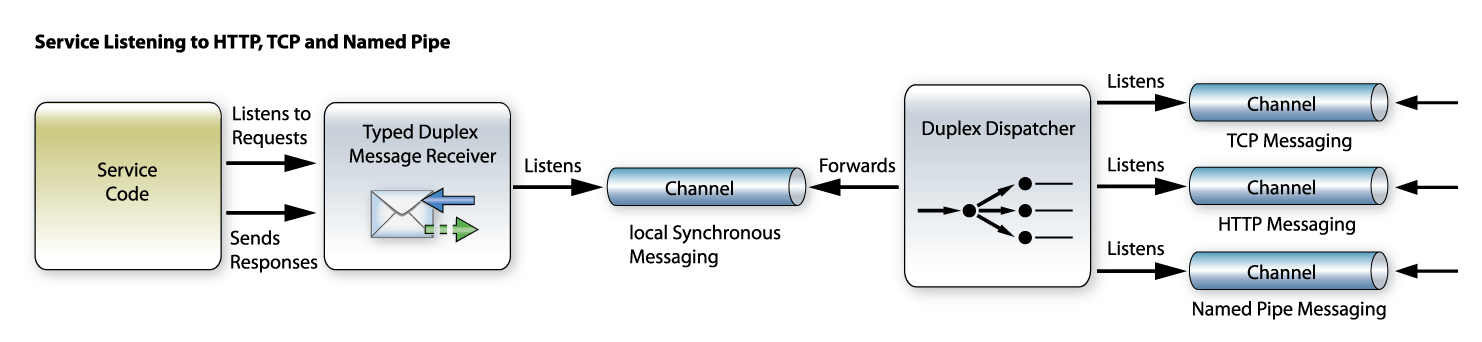 Service Listening to HTTP, TCP and Named Pipe
Service
Code
Listens to
Requests
Sends
Responses
Typed Duplex
Message Receiver
Listens
Channel
local Synchronous
Messaging
Forwards
Duplex Dispatcher
Listens
Channel
TCP Messaging
Listens
Channel
HTTP Messaging
Listens
Channel
Named Pipe Messaging